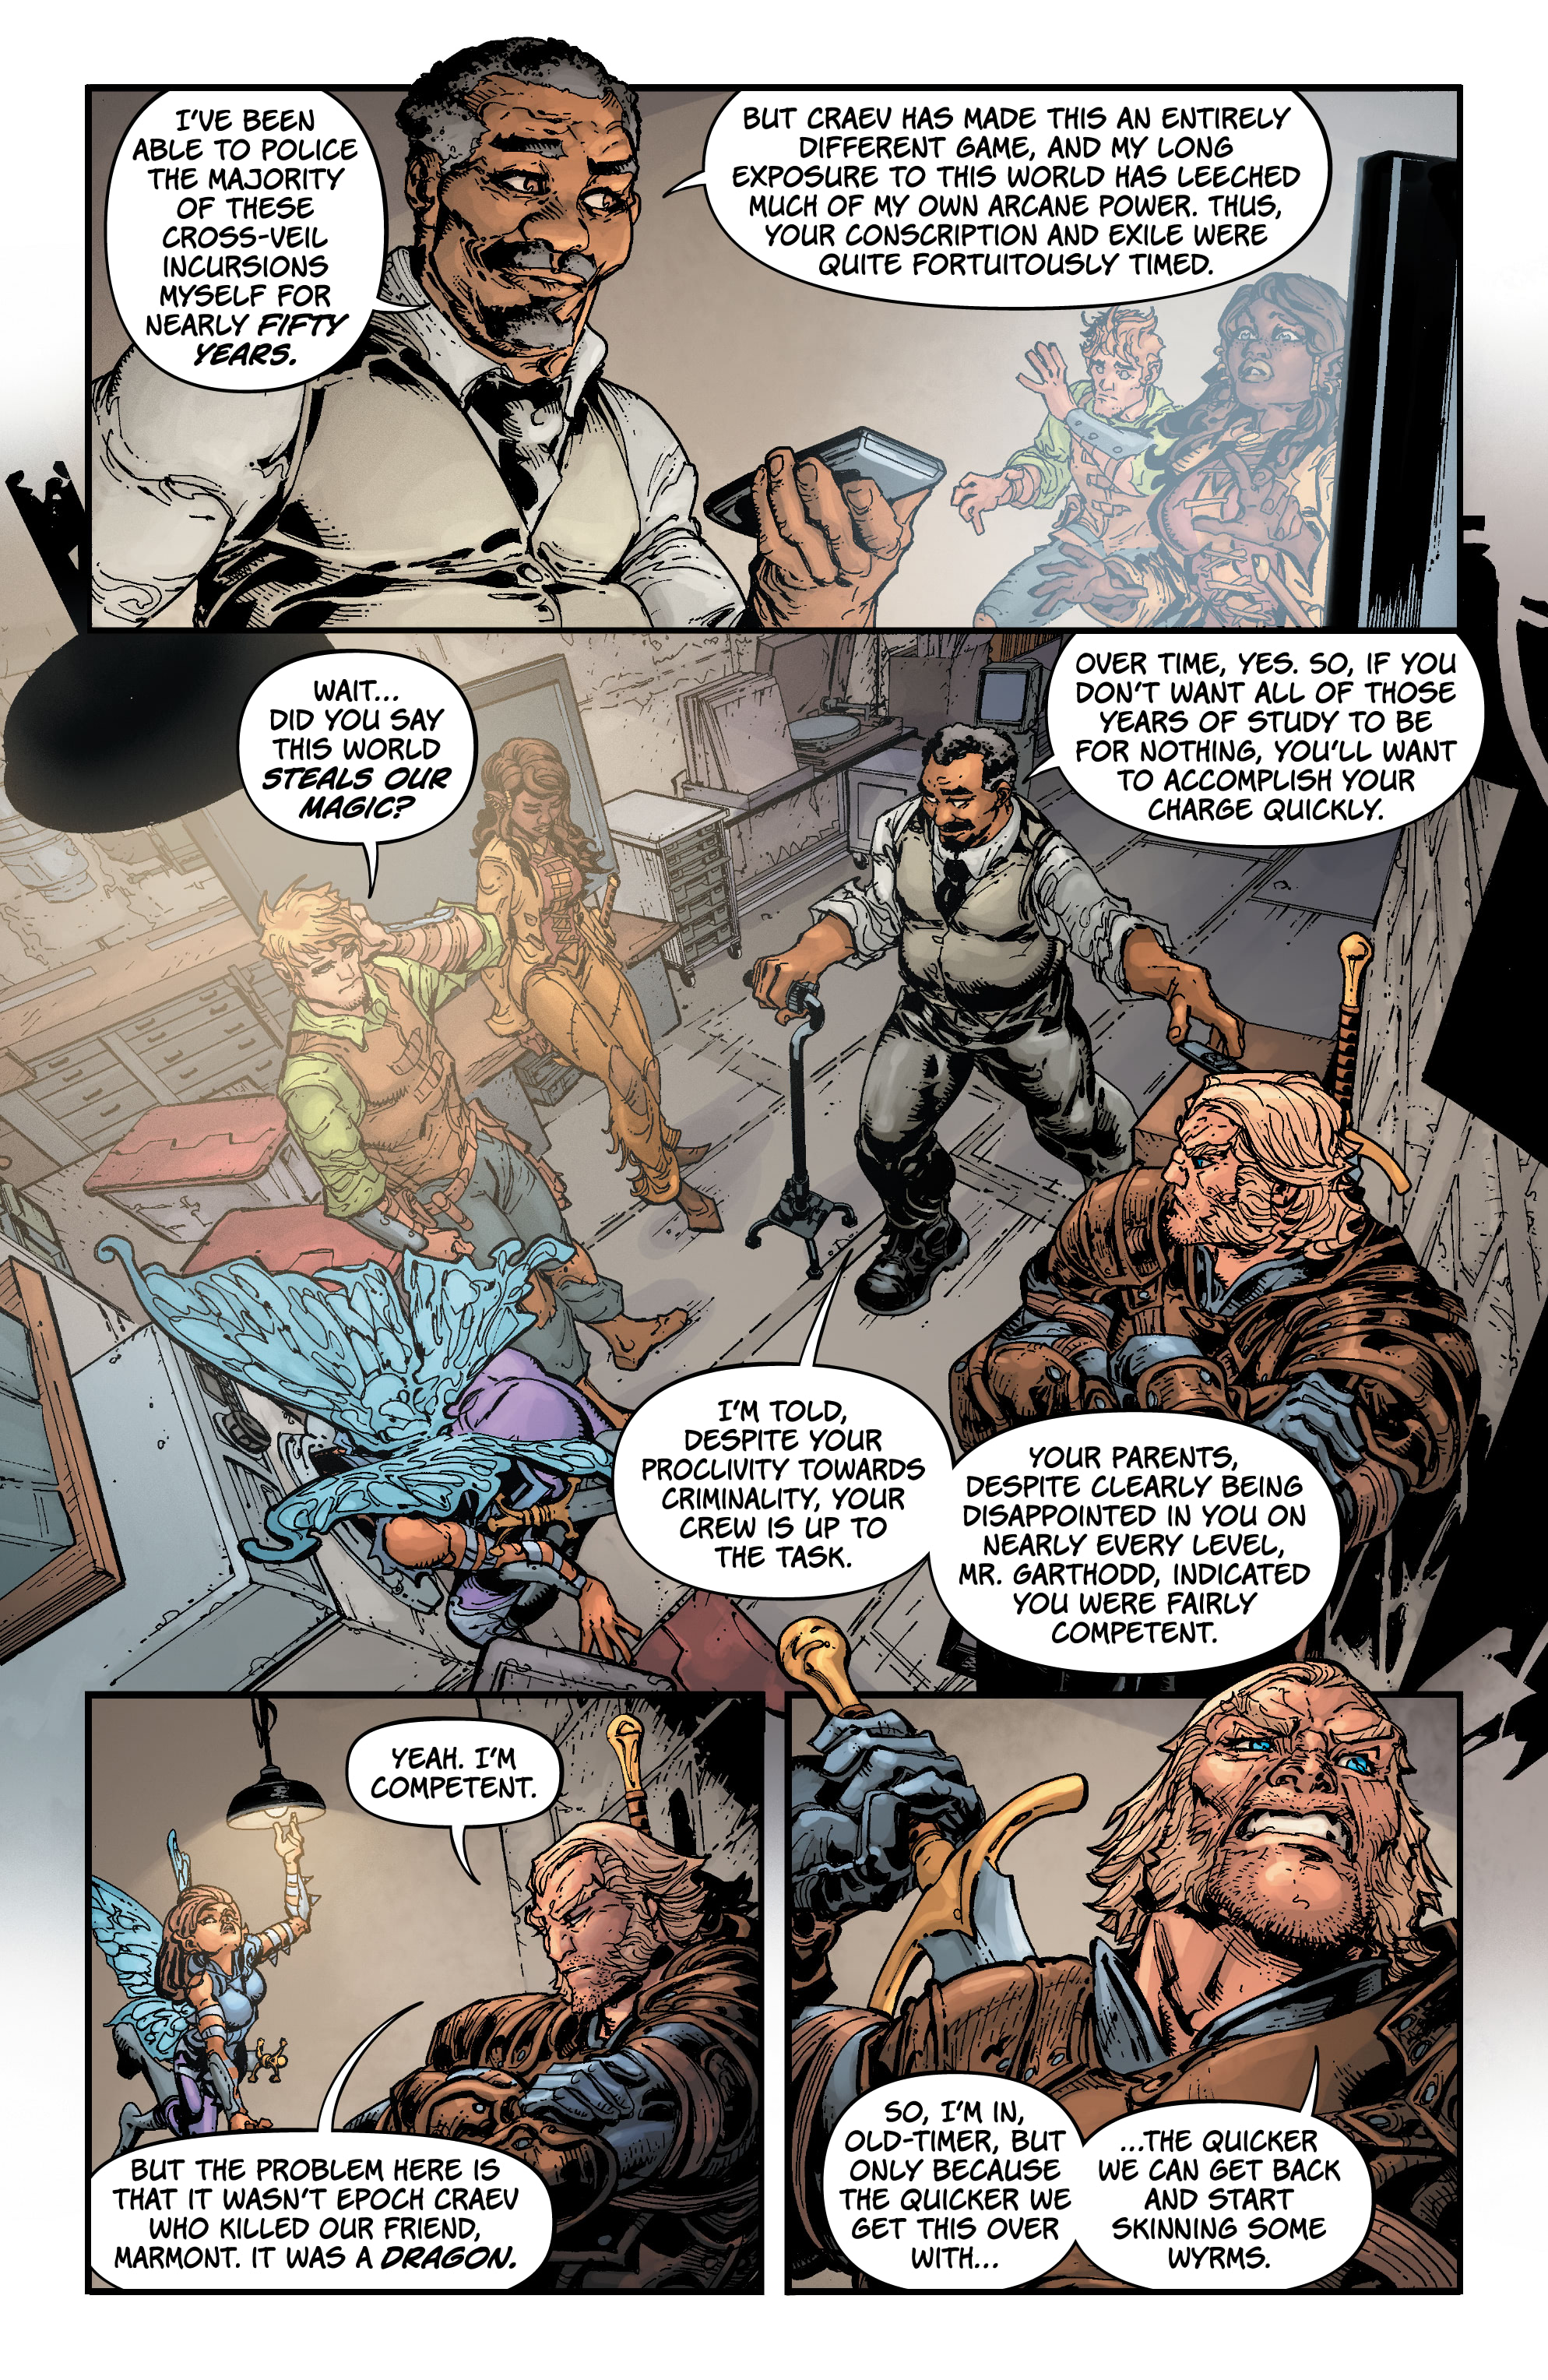 I'VE BEEN
ABLE TO POLICE
THE MAJORITY
OF THESE
CROSS-VEIL
INCURSIONS
MYSELF FOR
NEARLY FIFTY
YEARS.
BUT CRAEV HAS MADE THIS AN ENTIRELY
DIFFERENT GAME, AND MY LONG
EXPOSURE TO THIS WORLD HAS LEECHED
MUCH OF MY OWN ARCANE POWER. THUS,
YOUR CONSCRIPTION AND EXILE WERE
QUITE FORTUITOUSLY TIMED.
WAIT...
DID YOU SAY
THIS WORLD
STEALS OUR
MAGIC?
OVER TIME, YES. SO, IF YOU
DON'T WANT ALL OF THOSE
YEARS OF STUDY TO BE
FOR NOTHING, YOU'LL WANT
TO ACCOMPLISH YOUR
CHARGE QUICKLY.
I'M TOLD,
DESPITE YOUR
PROCLIVITY TOWARDS
CRIMINALITY, YOUR
CREW IS UP TO
THE TASK.
YOUR PARENTS,
DESPITE CLEARLY BEING
DISAPPOINTED IN YOU ON
NEARLY EVERY LEVEL,
MR. GARTHODD, INDICATED
YOU WERE FAIRLY
COMPETENT.
YEAH. I'M
COMPETENT.
BUT THE PROBLEM HERE IS
THAT IT WASN'T EPOCH CRAEV
WHO KILLED OUR FRIEND,
MARMONT. IT WAS A DRAGON.
SO, I'M IN,
OLD-TIMER, BUT
ONLY BECAUSE
THE QUICKER WE
GET THIS OVER
WITH...
...THE QUICKER
WE CAN GET BACK
AND START
SKINNING SOME
WYRMS.